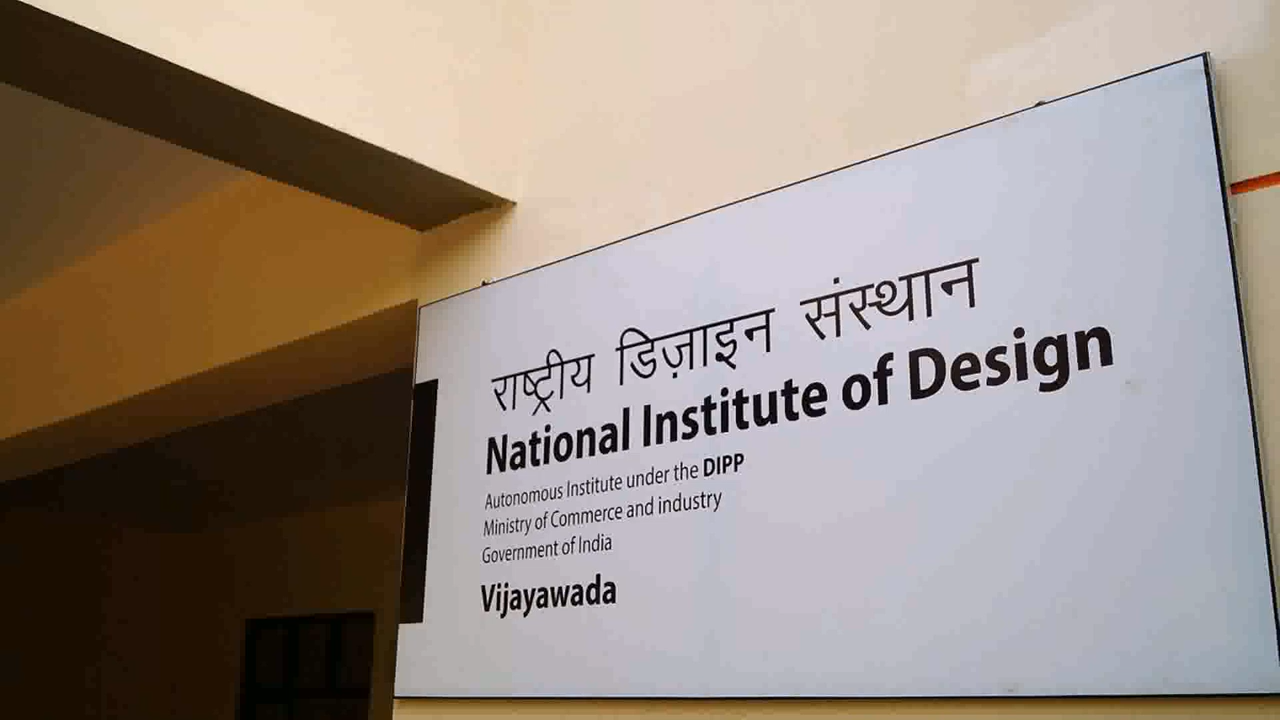 राष्ट्रीय डिज़ाइन संस्थान
National Institute of Design
Autonomous Institute under the DIPP
Ministry of Commerce and industry
Government of India
Vijayawada